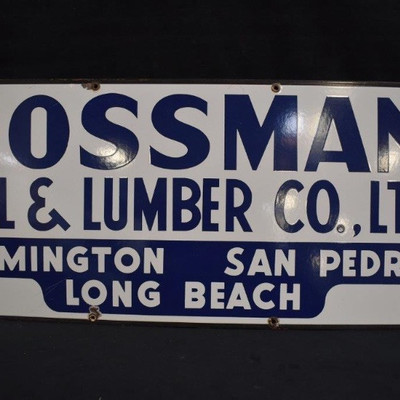 OSSMAN
L & LUMBER CO., LT
MINGTON SAN PEDR
LONG BEACH